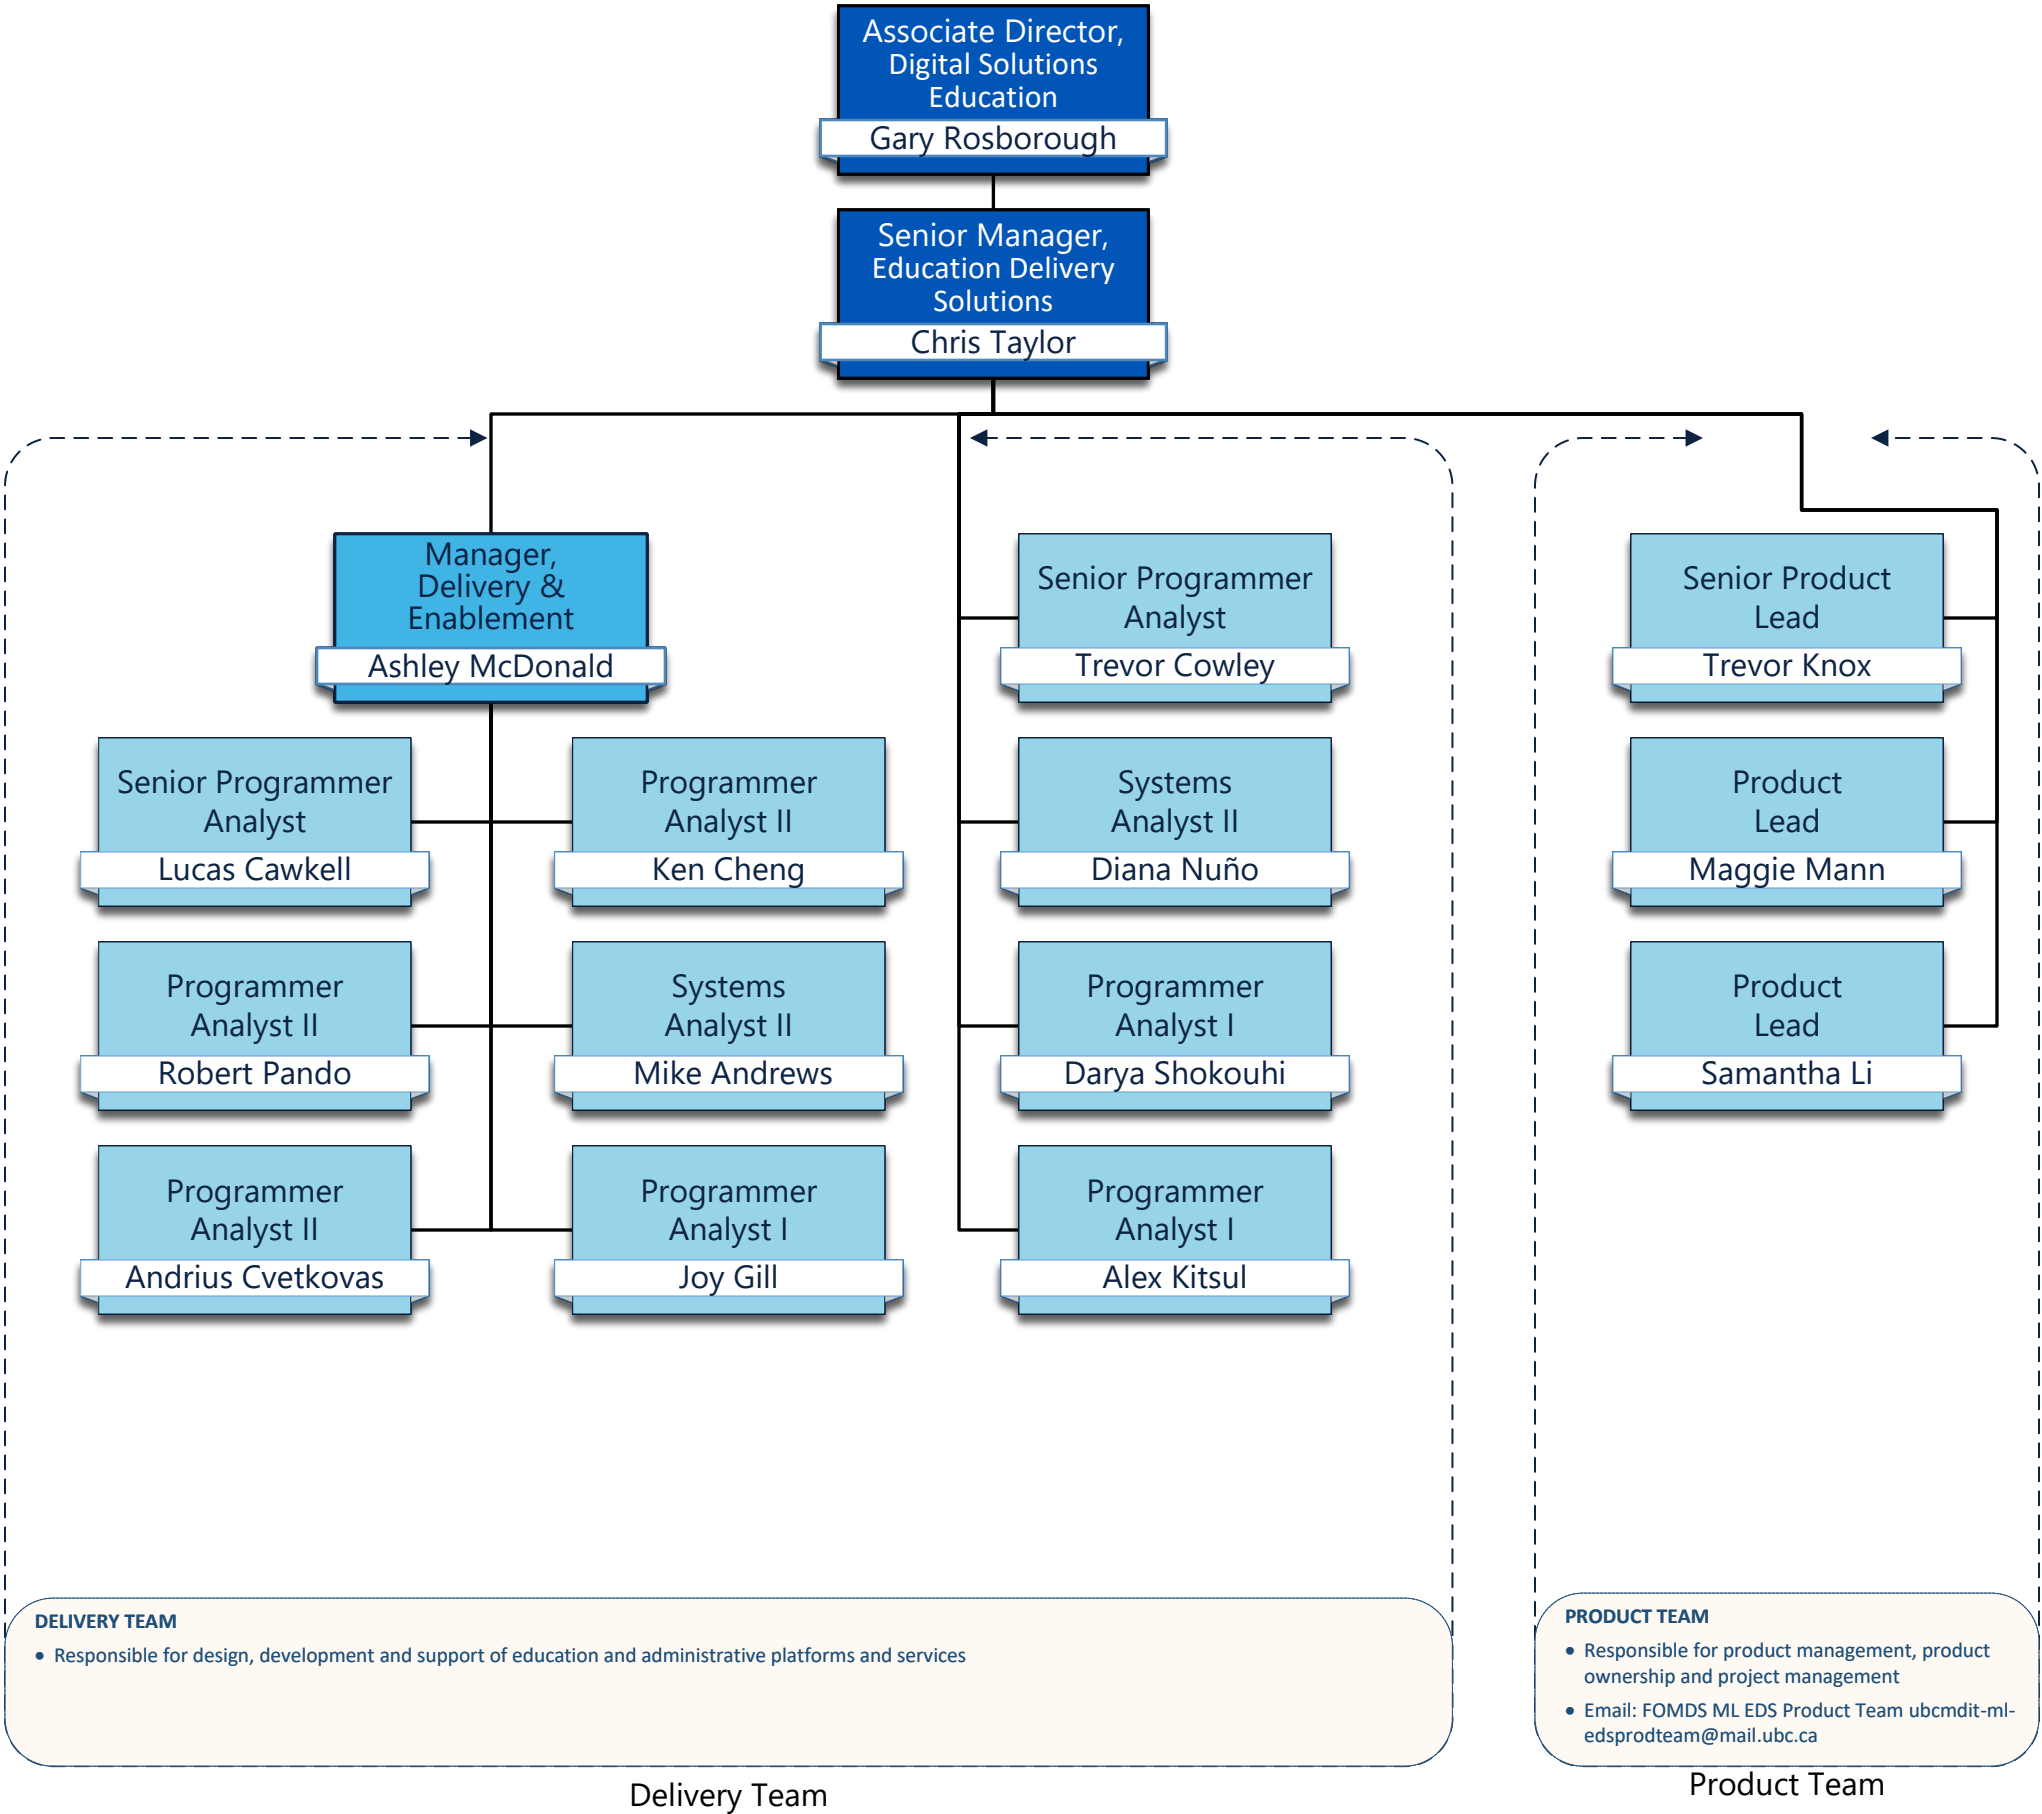 Associate Director,
Digital Solutions
Education
Gary Rosborough
Senior Manager,
Education Delivery
Solutions
Chris Taylor
Manager,
Delivery &
Enablement
Ashley McDonald
Senior Programmer
Analyst
Lucas Cawkell
Programmer
Analyst II
Ken Cheng
Programmer
Analyst II
Robert Pando
Systems
Analyst II
Mike Andrews
Programmer
Analyst II
Andrius Cvetkovas
Programmer
Analyst I
Joy Gill
Senior Programmer
Analyst
Trevor Cowley
Systems
Analyst II
Diana Nuño
Programmer
Analyst I
Darya Shokouhi
Programmer
Analyst I
Alex Kitsul
Senior Product
Lead
Trevor Knox
Product
Lead
Maggie Mann
Product
Lead
Samantha Li
DELIVERY TEAM
• Responsible for design, development and support of education and administrative platforms and services
Delivery Team
PRODUCT TEAM
• Responsible for product management, product
ownership and project management
• Email: FOMDS ML EDS Product Team ubcmdit-ml-
edsprodteam@mail.ubc.ca
Product Team